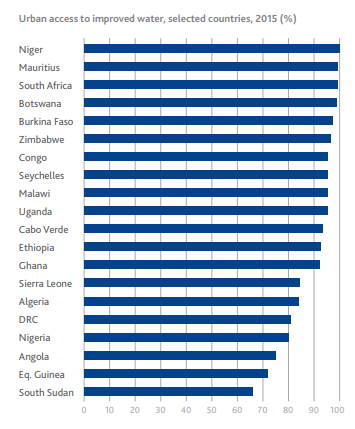 Urban access to improved water, selected countries, 2015 (%)
Niger
Mauritius
South Africa
Botswana
Burkina Faso
Zimbabwe
Congo
Seychelles
Malawi
Uganda
Cabo Verde
Ethiopia
Ghana
Sierra Leone
Algeria
DRC
Nigeria
Angola
Eq. Guinea
South Sudan
0 10 20 30 40 50 60 70 80 90 100